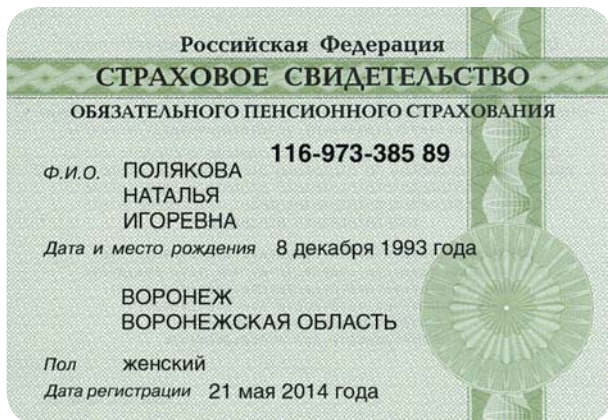 Российская Федерация
СТРАХОВОЕ СВИДЕТЕЛЬСТВО
ОБЯЗАТЕЛЬНОГО ПЕНСИОННОГО СТРАХОВАНИЯ
116-973-385 89
Ф.И.О. ПОЛЯКОВА
НАТАЛЬЯ
ИГОРЕВНА
Дата и место рождения 8 декабря 1993 года
ВОРОНЕЖ
ВОРОНЕЖСКАЯ ОБЛАСТЬ
Пол женский
Дата регистрации 21 мая 2014 года